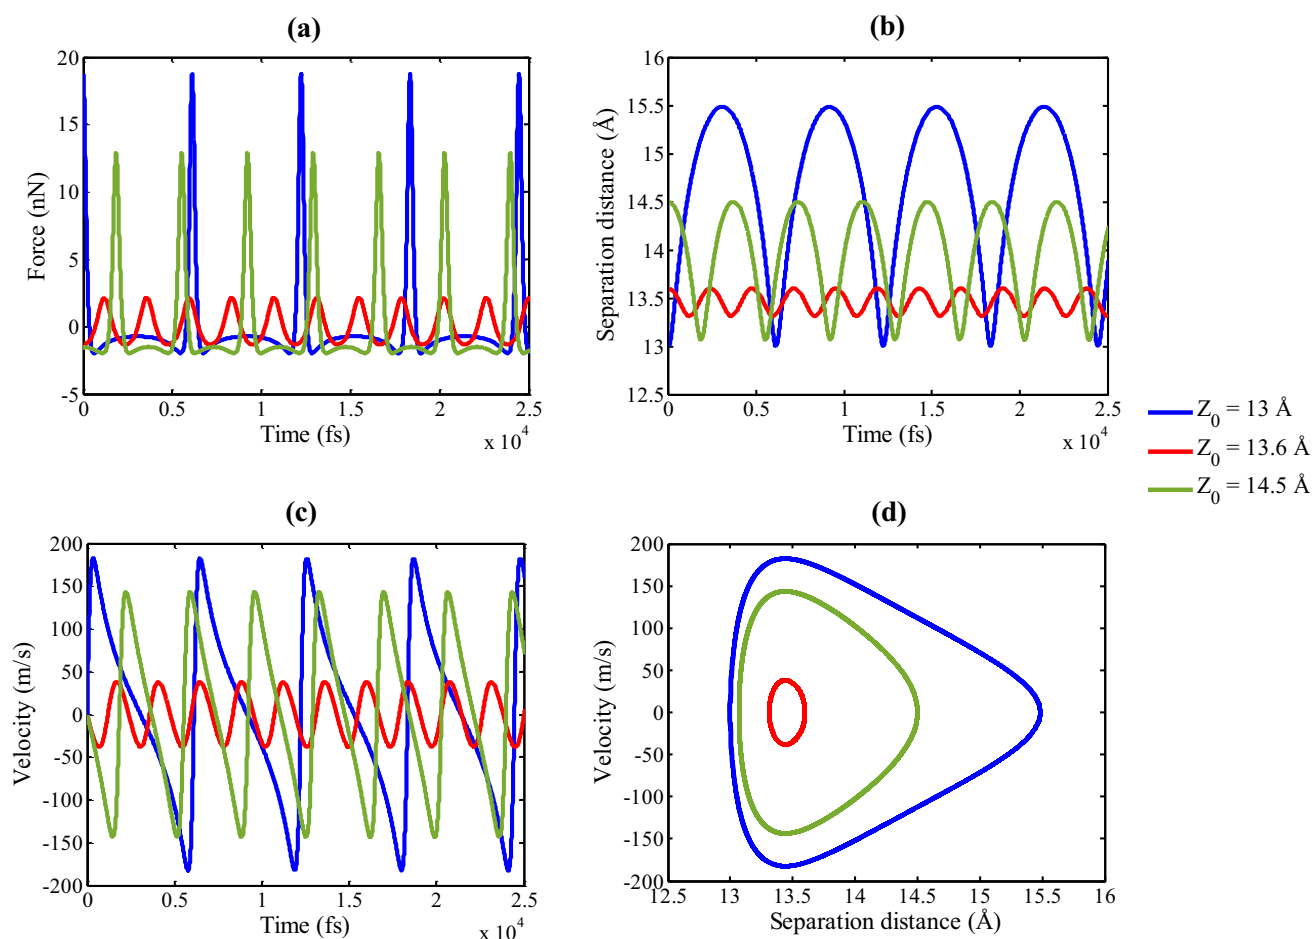 (a)
20
15
10
5
0
-5
Force (nN)
0 0.5 1 1.5 2 2.5
Time (fs)
x 10^4
(b)
16
15.5
15
14.5
14
13.5
13
12.5
Separation distance (Å)
0 0.5 1 1.5 2 2.5
Time (fs)
x 10^4
Z_0 = 13 Å
Z_0 = 13.6 Å
Z_0 = 14.5 Å
(c)
200
150
100
50
0
-50
-100
-150
-200
Velocity (m/s)
0 0.5 1 1.5 2 2.5
Time (fs)
x 10^4
(d)
200
150
100
50
0
-50
-100
-150
-200
Velocity (m/s)
12.5 13 13.5 14 14.5 15 15.5 16
Separation distance (Å)